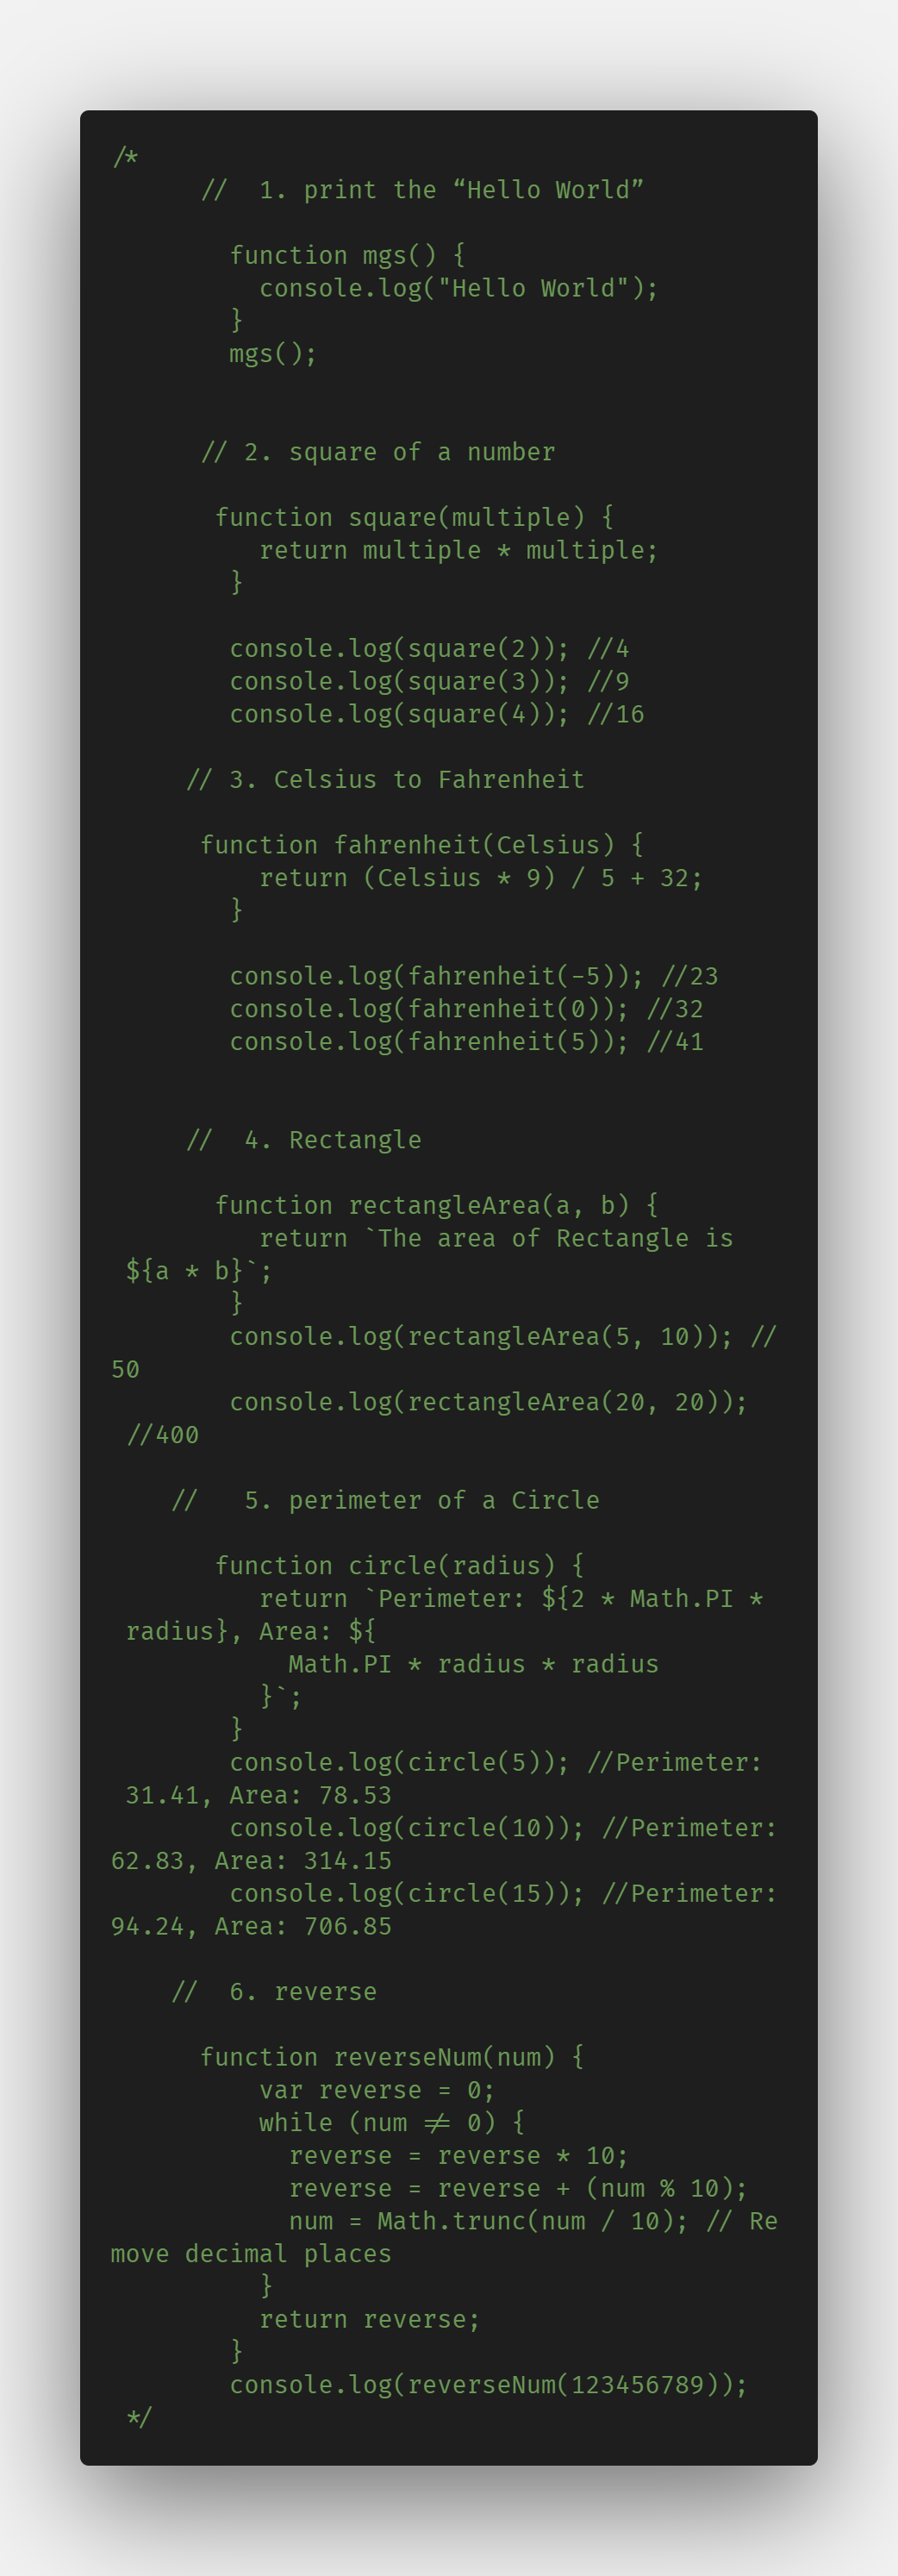 /*
// 1. print the “Hello World”
function mgs() {
console.log("Hello World");
}
mgs();
// 2. square of a number
function square(multiple) {
return multiple * multiple;
}
console.log(square(2)); //4
console.log(square(3)); //9
console.log(square(4)); //16
// 3. Celsius to Fahrenheit
function fahrenheit(Celsius) {
return (Celsius * 9) / 5 + 32;
}
console.log(fahrenheit(-5)); //23
console.log(fahrenheit(0)); //32
console.log(fahrenheit(5)); //41
// 4. Rectangle
function rectangleArea(a, b) {
return `The area of Rectangle is
${a * b}`;
}
console.log(rectangleArea(5, 10)); //
50
console.log(rectangleArea(20, 20));
//400
// 5. perimeter of a Circle
function circle(radius) {
return `Perimeter: ${2 * Math.PI *
radius}, Area: ${
Math.PI * radius * radius
}`;
}
console.log(circle(5)); //Perimeter:
31.41, Area: 78.53
console.log(circle(10)); //Perimeter:
62.83, Area: 314.15
console.log(circle(15)); //Perimeter:
94.24, Area: 706.85
// 6. reverse
function reverseNum(num) {
var reverse = 0;
while (num != 0) {
reverse = reverse * 10;
reverse = reverse + (num % 10);
num = Math.trunc(num / 10); // Re
move decimal places
}
return reverse;
}
console.log(reverseNum(123456789));
*/